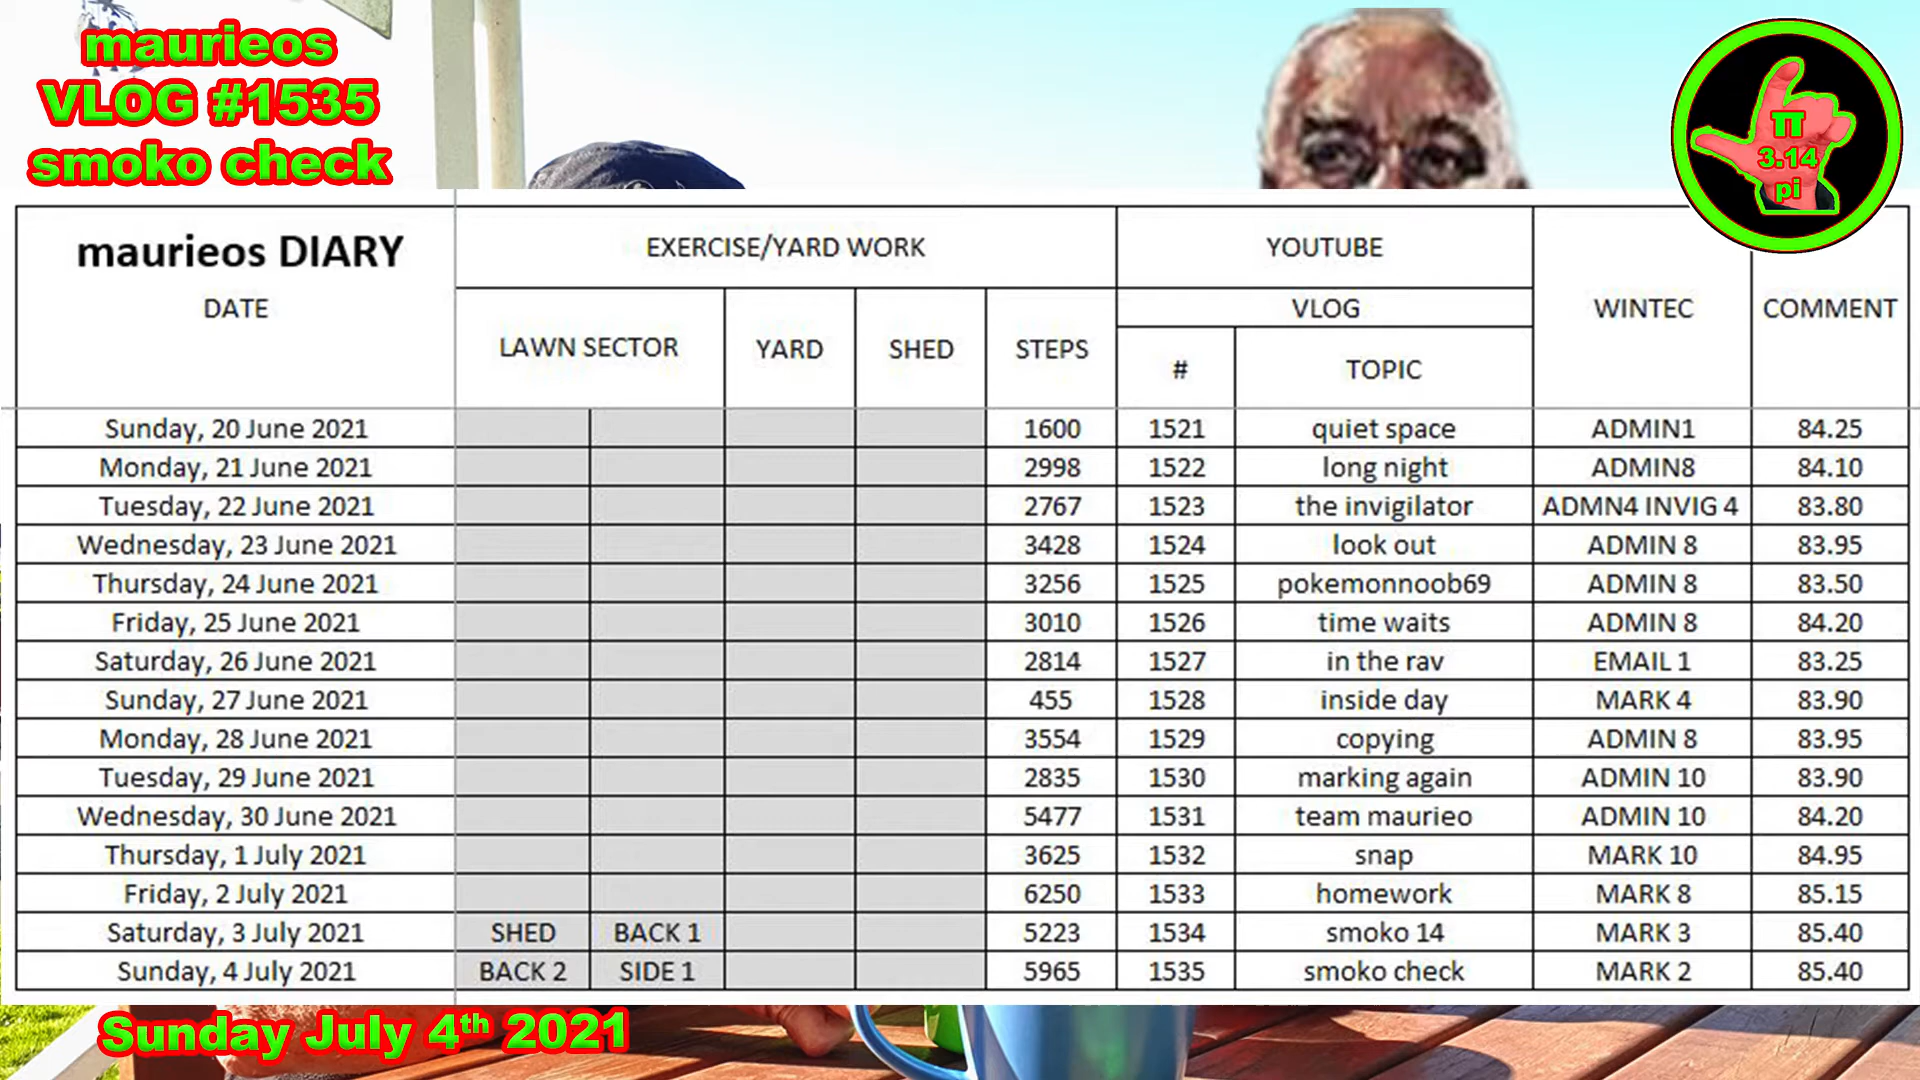 maurieos
VLOG #1535
smoko check
π
3.14
pi
maurieos DIARY EXERCISE/YARD WORK YOUTUBE WINTEC COMMENT
DATE LAWN SECTOR YARD SHED STEPS VLOG
# TOPIC
Sunday, 20 June 2021 1600 1521 quiet space ADMIN1 84.25
Monday, 21 June 2021 2998 1522 long night ADMIN8 84.10
Tuesday, 22 June 2021 2767 1523 the invigilator ADMN4 INVIG 4 83.80
Wednesday, 23 June 2021 3428 1524 look out ADMIN 8 83.95
Thursday, 24 June 2021 3256 1525 pokemonnoob69 ADMIN 8 83.50
Friday, 25 June 2021 3010 1526 time waits ADMIN 8 84.20
Saturday, 26 June 2021 2814 1527 in the rav EMAIL 1 83.25
Sunday, 27 June 2021 455 1528 inside day MARK 4 83.90
Monday, 28 June 2021 3554 1529 copying ADMIN 8 83.95
Tuesday, 29 June 2021 2835 1530 marking again ADMIN 10 83.90
Wednesday, 30 June 2021 5477 1531 team maurieo ADMIN 10 84.20
Thursday, 1 July 2021 3625 1532 snap MARK 10 84.95
Friday, 2 July 2021 6250 1533 homework MARK 8 85.15
Saturday, 3 July 2021 SHED BACK 1 5223 1534 smoko 14 MARK 3 85.40
Sunday, 4 July 2021 BACK 2 SIDE 1 5965 1535 smoko check MARK 2 85.40
Sunday July 4th 2021